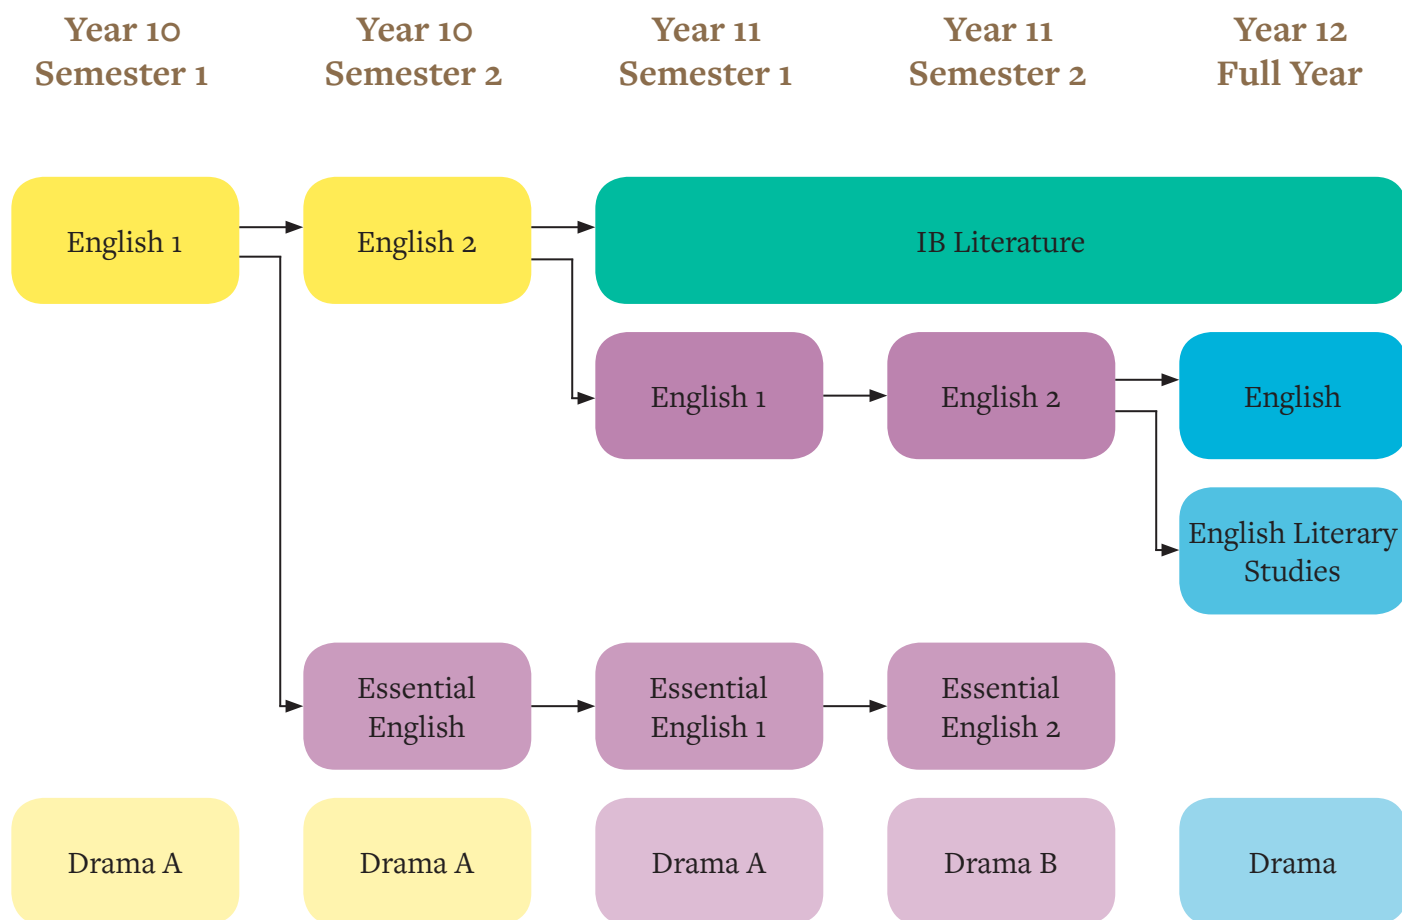 Year 10
Semester 1
Year 10
Semester 2
Year 11
Semester 1
Year 11
Semester 2
Year 12
Full Year
English 1
English 2
IB Literature
English 1
English 2
English
English Literary
Studies
Essential
English
Essential
English 1
Essential
English 2
Drama A
Drama A
Drama A
Drama B
Drama